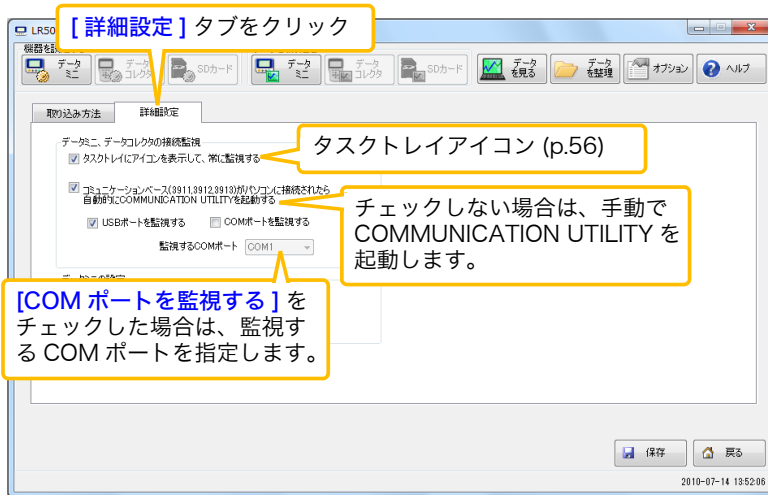 [ 詳細設定 ] タブをクリック
LR50
機器を
データミニ
データコレクタ
SDカード
データミニ
データコレクタ
SDカード
データを見る
データを整理
オプション
ヘルプ
取り込み方法
詳細設定
データミニ、データコレクタの接続監視
タスクトレイにアイコンを表示して、常に監視する
タスクトレイアイコン (p.56)
コミュニケーションベース(3911,3912,3913)がパソコンに接続されたら
自動的にCOMMUNICATION UTILITYを起動する
チェックしない場合は、手動で
COMMUNICATION UTILITY を
起動します。
USBポートを監視する
COMポートを監視する
監視するCOMポート
COM1
[COM ポートを監視する ] を
チェックした場合は、監視す
る COM ポートを指定します。
保存
戻る
2010-07-14 13:52:06